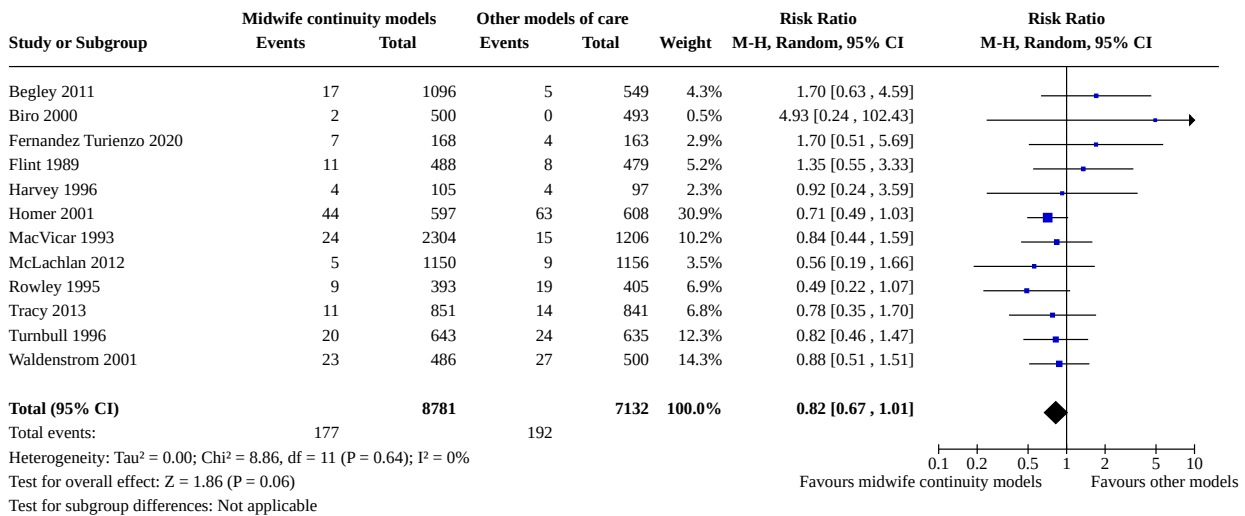 Midwife continuity models Other models of care Risk Ratio Risk Ratio
Study or Subgroup Events Total Events Total Weight M-H, Random, 95% CI M-H, Random, 95% CI
Begley 2011 17 1096 5 549 4.3% 1.70 [0.63 , 4.59]
Biro 2000 2 500 0 493 0.5% 4.93 [0.24 , 102.43]
Fernandez Turienzo 2020 7 168 4 163 2.9% 1.70 [0.51 , 5.69]
Flint 1989 11 488 8 479 5.2% 1.35 [0.55 , 3.33]
Harvey 1996 4 105 4 97 2.3% 0.92 [0.24 , 3.59]
Homer 2001 44 597 63 608 30.9% 0.71 [0.49 , 1.03]
MacVicar 1993 24 2304 15 1206 10.2% 0.84 [0.44 , 1.59]
McLachlan 2012 5 1150 9 1156 3.5% 0.56 [0.19 , 1.66]
Rowley 1995 9 393 19 405 6.9% 0.49 [0.22 , 1.07]
Tracy 2013 11 851 14 841 6.8% 0.78 [0.35 , 1.70]
Turnbull 1996 20 643 24 635 12.3% 0.82 [0.46 , 1.47]
Waldenstrom 2001 23 486 27 500 14.3% 0.88 [0.51 , 1.51]
Total (95% CI) 8781 7132 100.0% 0.82 [0.67 , 1.01]
Total events: 177 192
Heterogeneity: Tau² = 0.00; Chi² = 8.86, df = 11 (P = 0.64); I² = 0%
0.1 0.2 0.5 1 2 5 10
Test for overall effect: Z = 1.86 (P = 0.06) Favours midwife continuity models Favours other models
Test for subgroup differences: Not applicable